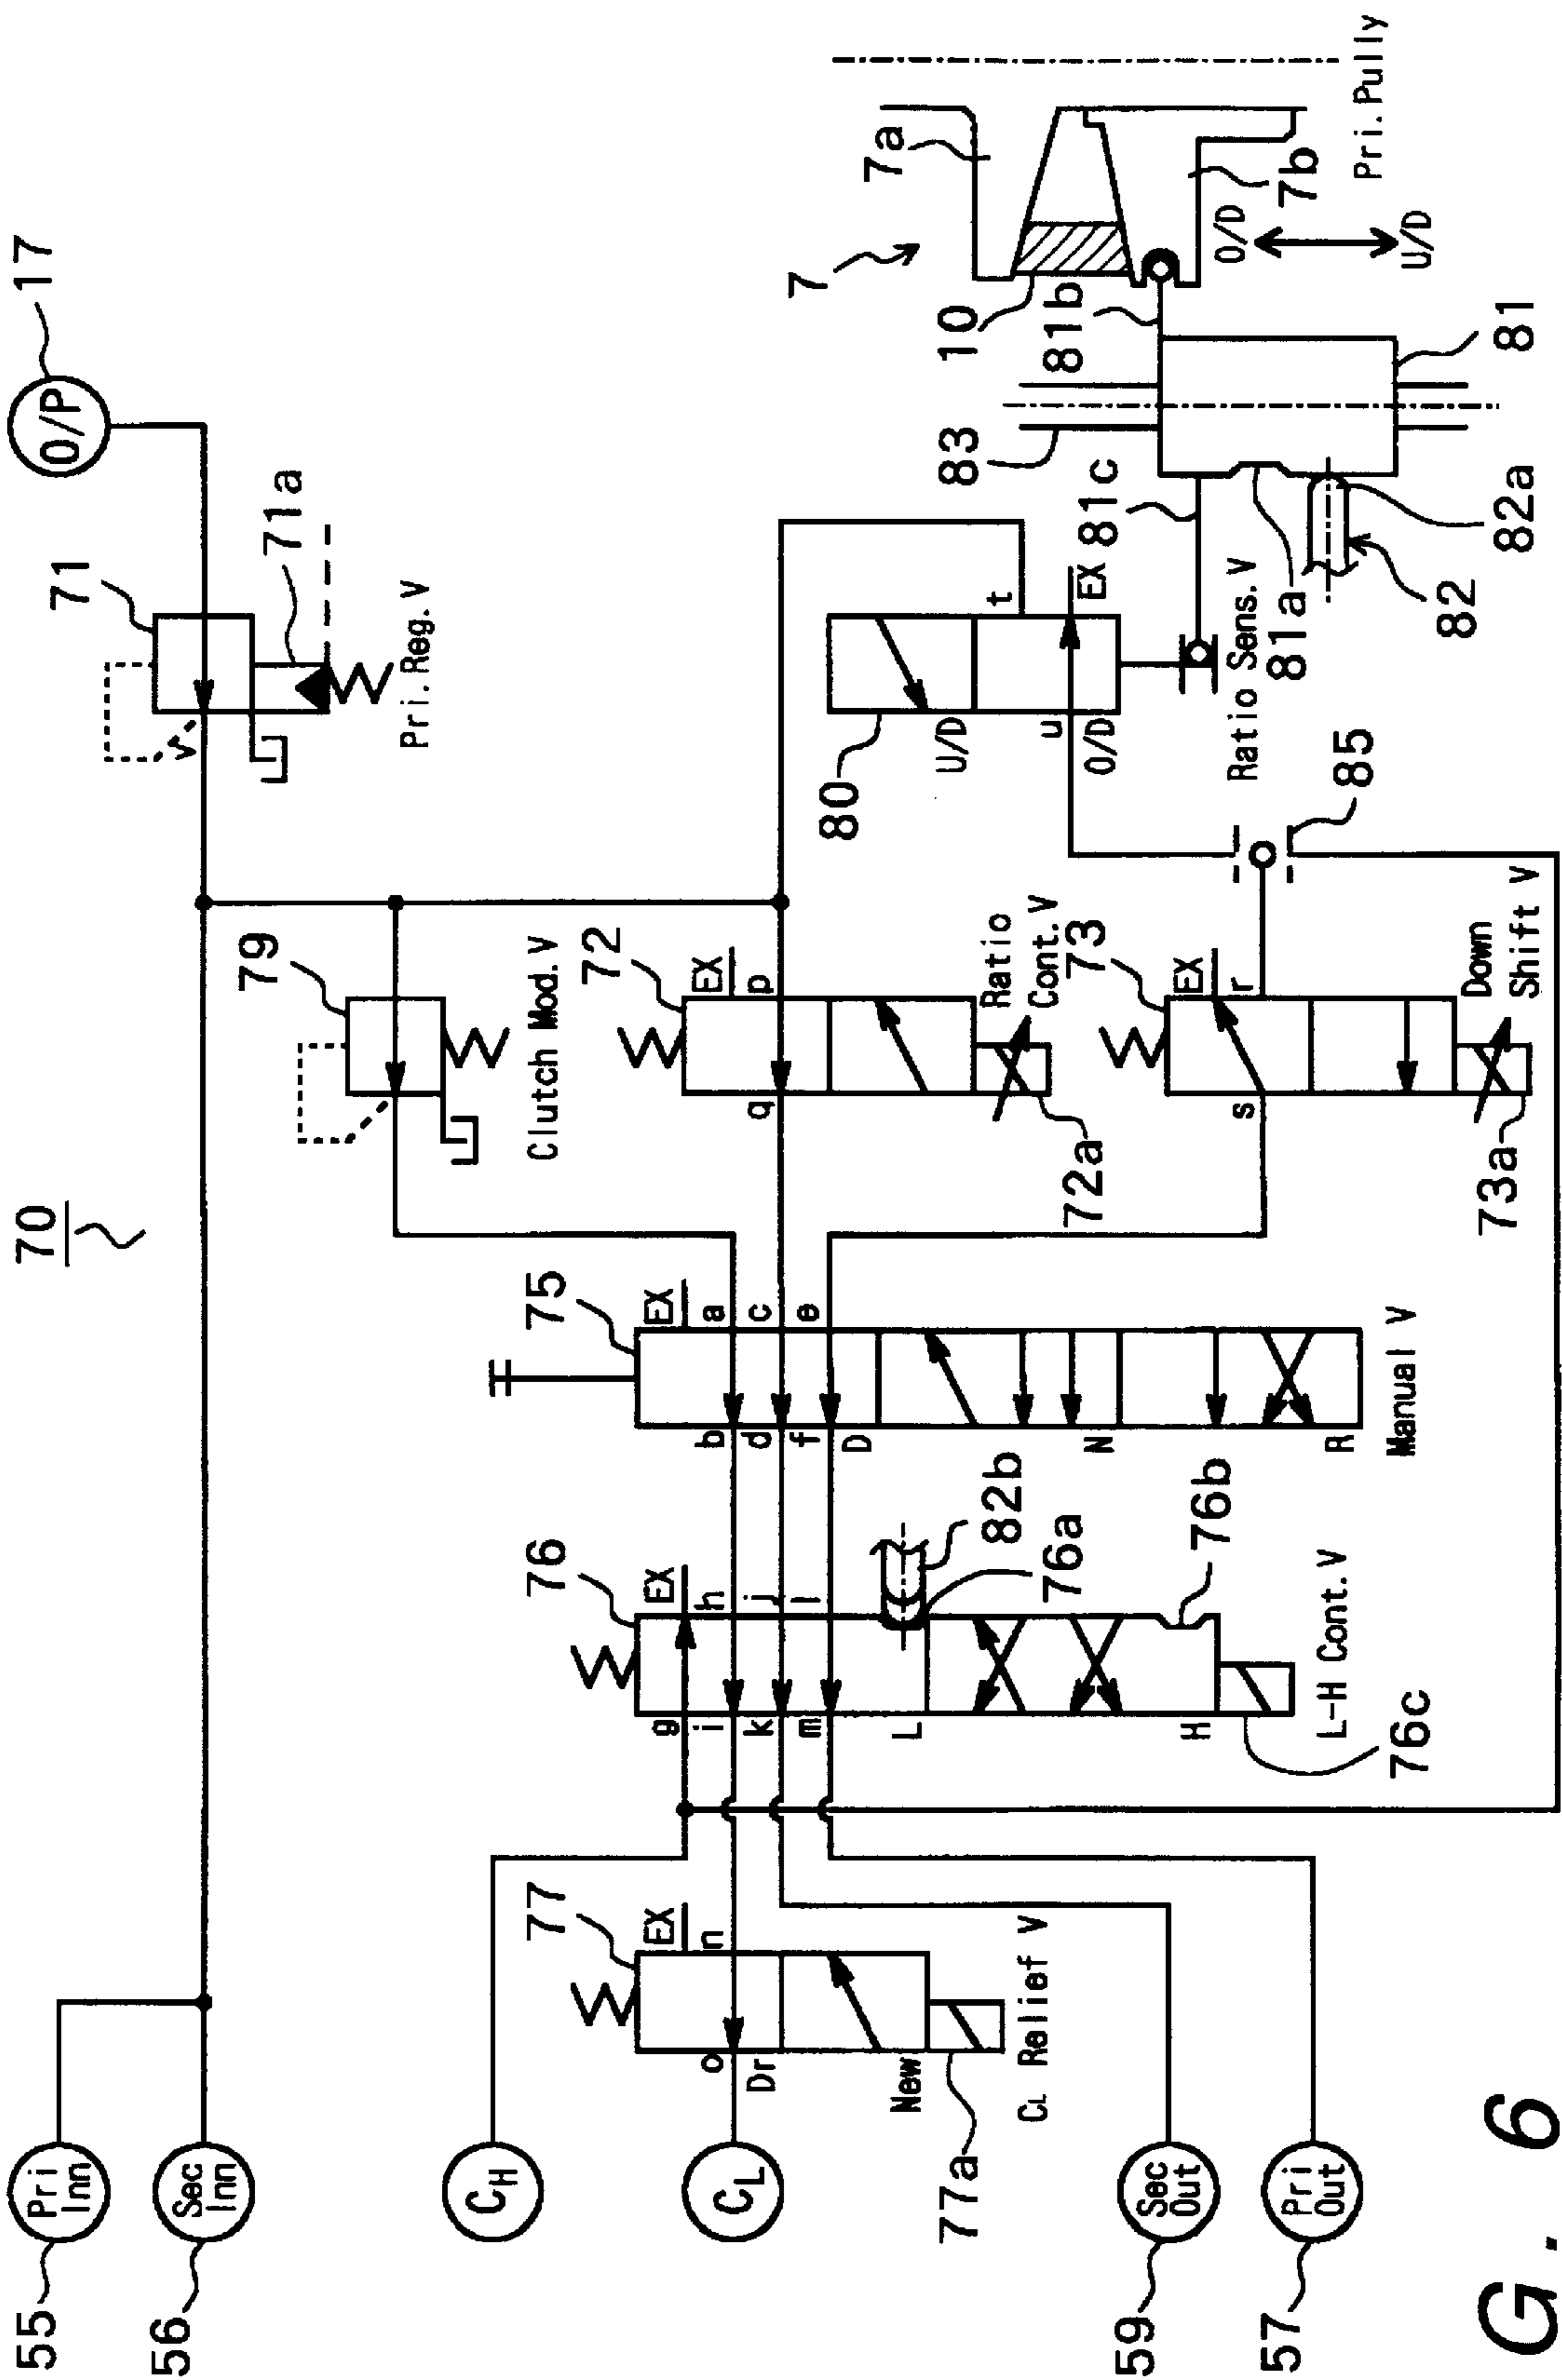 70
O/P 17
71
71a
Pri.Reg.V
79
Clutch Mod.V
72
EX
p
q
72a
Ratio
Cont.V
73
EX
r
s
73a
Down
Shift V
75
EX
a
b
c
d
e
f
D
N
R
Manual V
76
EX
g
h
i
j
k
l
m
L
H
82b
76a
76b
76c
L-H Cont.V
77
EX
n
o
Dr
New
77a
CL Relief V
55 Pri Inn
56 Sec Inn
CH
CL
59 Sec Out
57 Pri Out
80
t
U/D
u
EX
O/D
Ratio Sens.V
85
7
7a
7b
10
81b
83
81c
81a
82
82a
81
O/D
U/D
Pri.Pully
G. 6